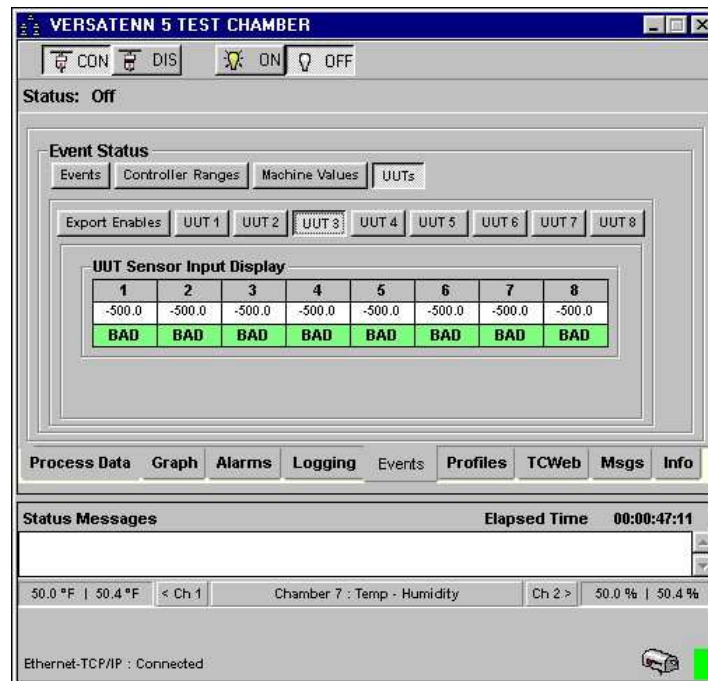 VERSATENN 5 TEST CHAMBER
CON DIS ON OFF
Status: Off
Event Status
Events Controller Ranges Machine Values UUTs
Export Enables UUT 1 UUT 2 UUT 3 UUT 4 UUT 5 UUT 6 UUT 7 UUT 8
UUT Sensor Input Display
1 2 3 4 5 6 7 8
-500.0 -500.0 -500.0 -500.0 -500.0 -500.0 -500.0 -500.0
BAD BAD BAD BAD BAD BAD BAD BAD
Process Data Graph Alarms Logging Events Profiles TCWeb Msgs Info
Status Messages Elapsed Time 00:00:47:11
50.0 °F | 50.4 °F < Ch 1 Chamber 7 : Temp - Humidity Ch 2 > 50.0 % | 50.4 %
Ethernet-TCP/IP : Connected